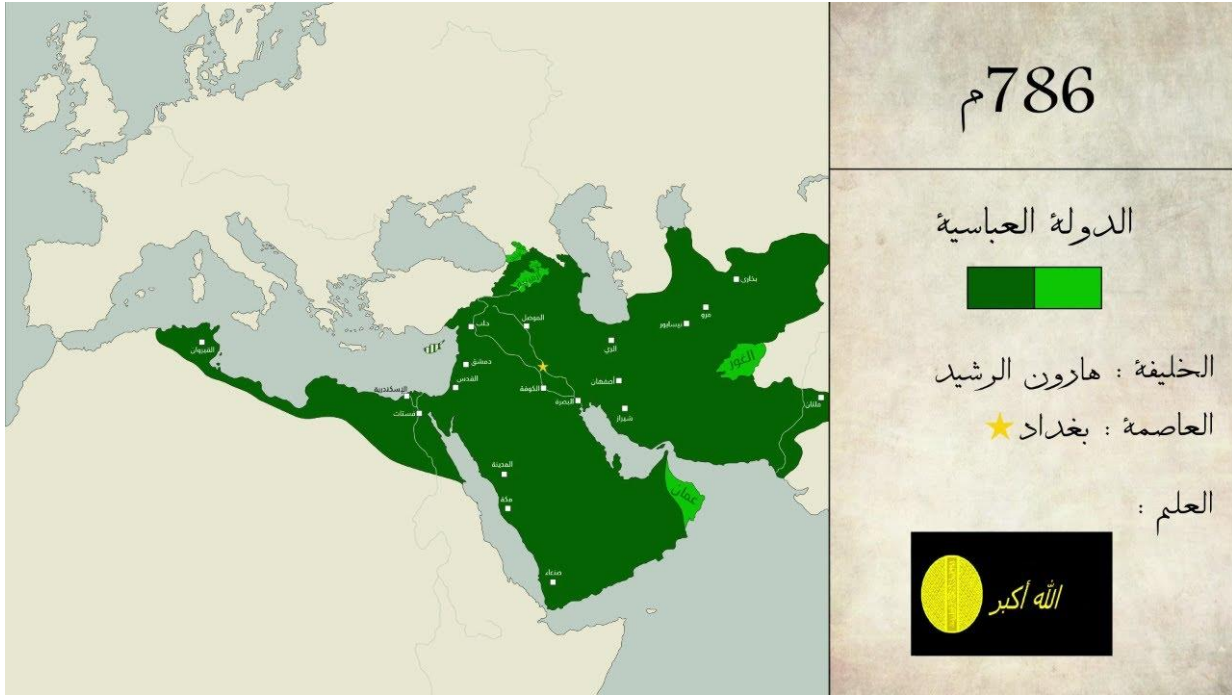 786م
الدولة العباسية
الخليفة : هارون الرشيد
العاصمة : بغداد
العلم :
الله أكبر
بخارى
مرو
نيسابور
الموصل
حلب
الري
الغور
القيروان
دمشق
أصفهان
القدس
الكوفة
الإسكندرية
البصرة
ملتان
فستات
شيراز
المدينة
عمان
مكة
صنعاء